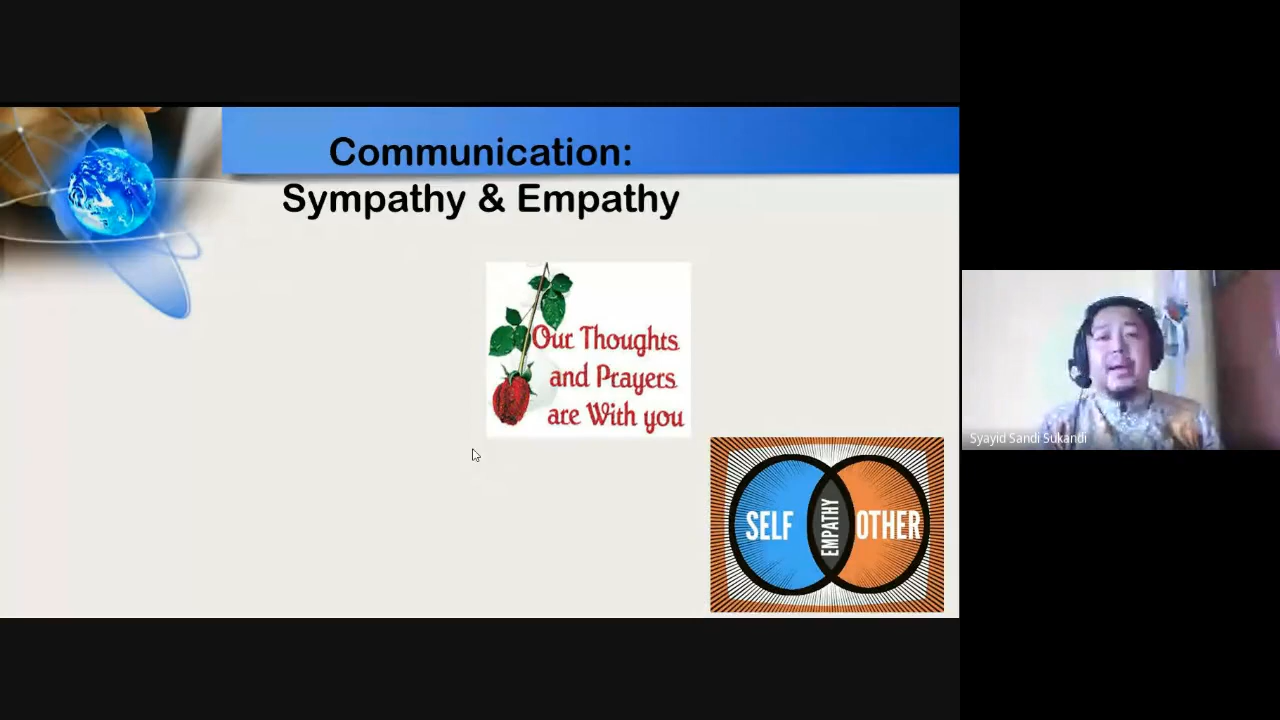 Communication:
Sympathy & Empathy
Our Thoughts
and Prayers
are With you
SELF
EMPATHY
OTHER
Syayid Sandi Sukandi